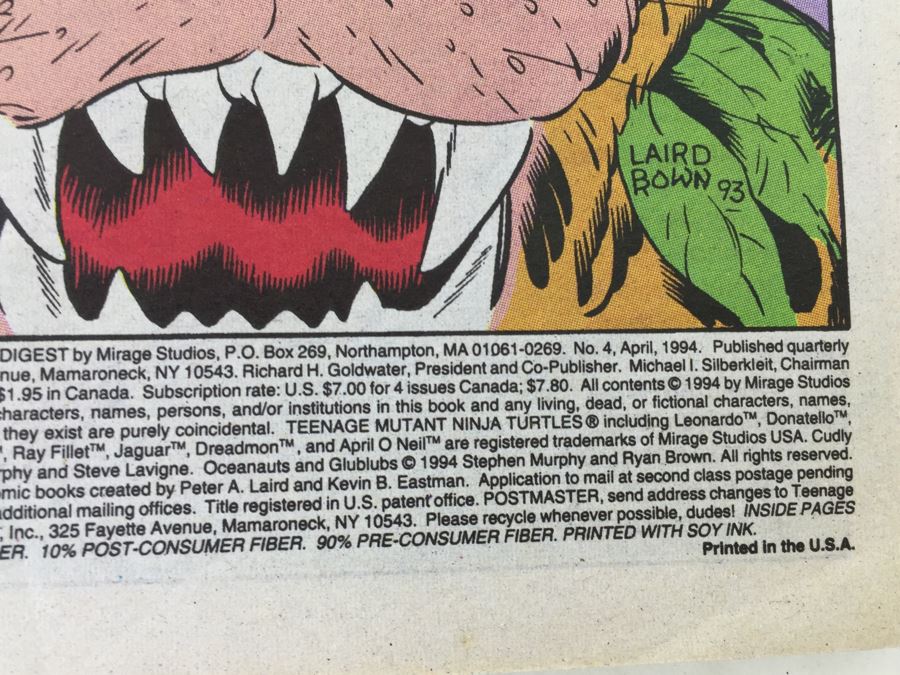 LAIRD
BROWN 93
DIGEST by Mirage Studios, P.O. Box 269, Northampton, MA 01061-0269. No. 4, April, 1994. Published quarterly
nue, Mamaroneck, NY 10543. Richard H. Goldwater, President and Co-Publisher. Michael I. Silberkleit, Chairman
$1.95 in Canada. Subscription rate: U.S. $7.00 for 4 issues Canada; $7.80. All contents © 1994 by Mirage Studios
characters, names, persons, and/or institutions in this book and any living, dead, or fictional characters, names,
they exist are purely coincidental. TEENAGE MUTANT NINJA TURTLES® including Leonardo™, Donatello™,
™, Ray Fillet™, Jaguar™, Dreadmon™, and April O Neil™ are registered trademarks of Mirage Studios USA. Cudly
rphy and Steve Lavigne. Oceanauts and Glublubs © 1994 Stephen Murphy and Ryan Brown. All rights reserved.
mic books created by Peter A. Laird and Kevin B. Eastman. Application to mail at second class postage pending
additional mailing offices. Title registered in U.S. patent office. POSTMASTER, send address changes to Teenage
, Inc., 325 Fayette Avenue, Mamaroneck, NY 10543. Please recycle whenever possible, dudes! INSIDE PAGES
ER. 10% POST-CONSUMER FIBER. 90% PRE-CONSUMER FIBER. PRINTED WITH SOY INK.
Printed in the U.S.A.